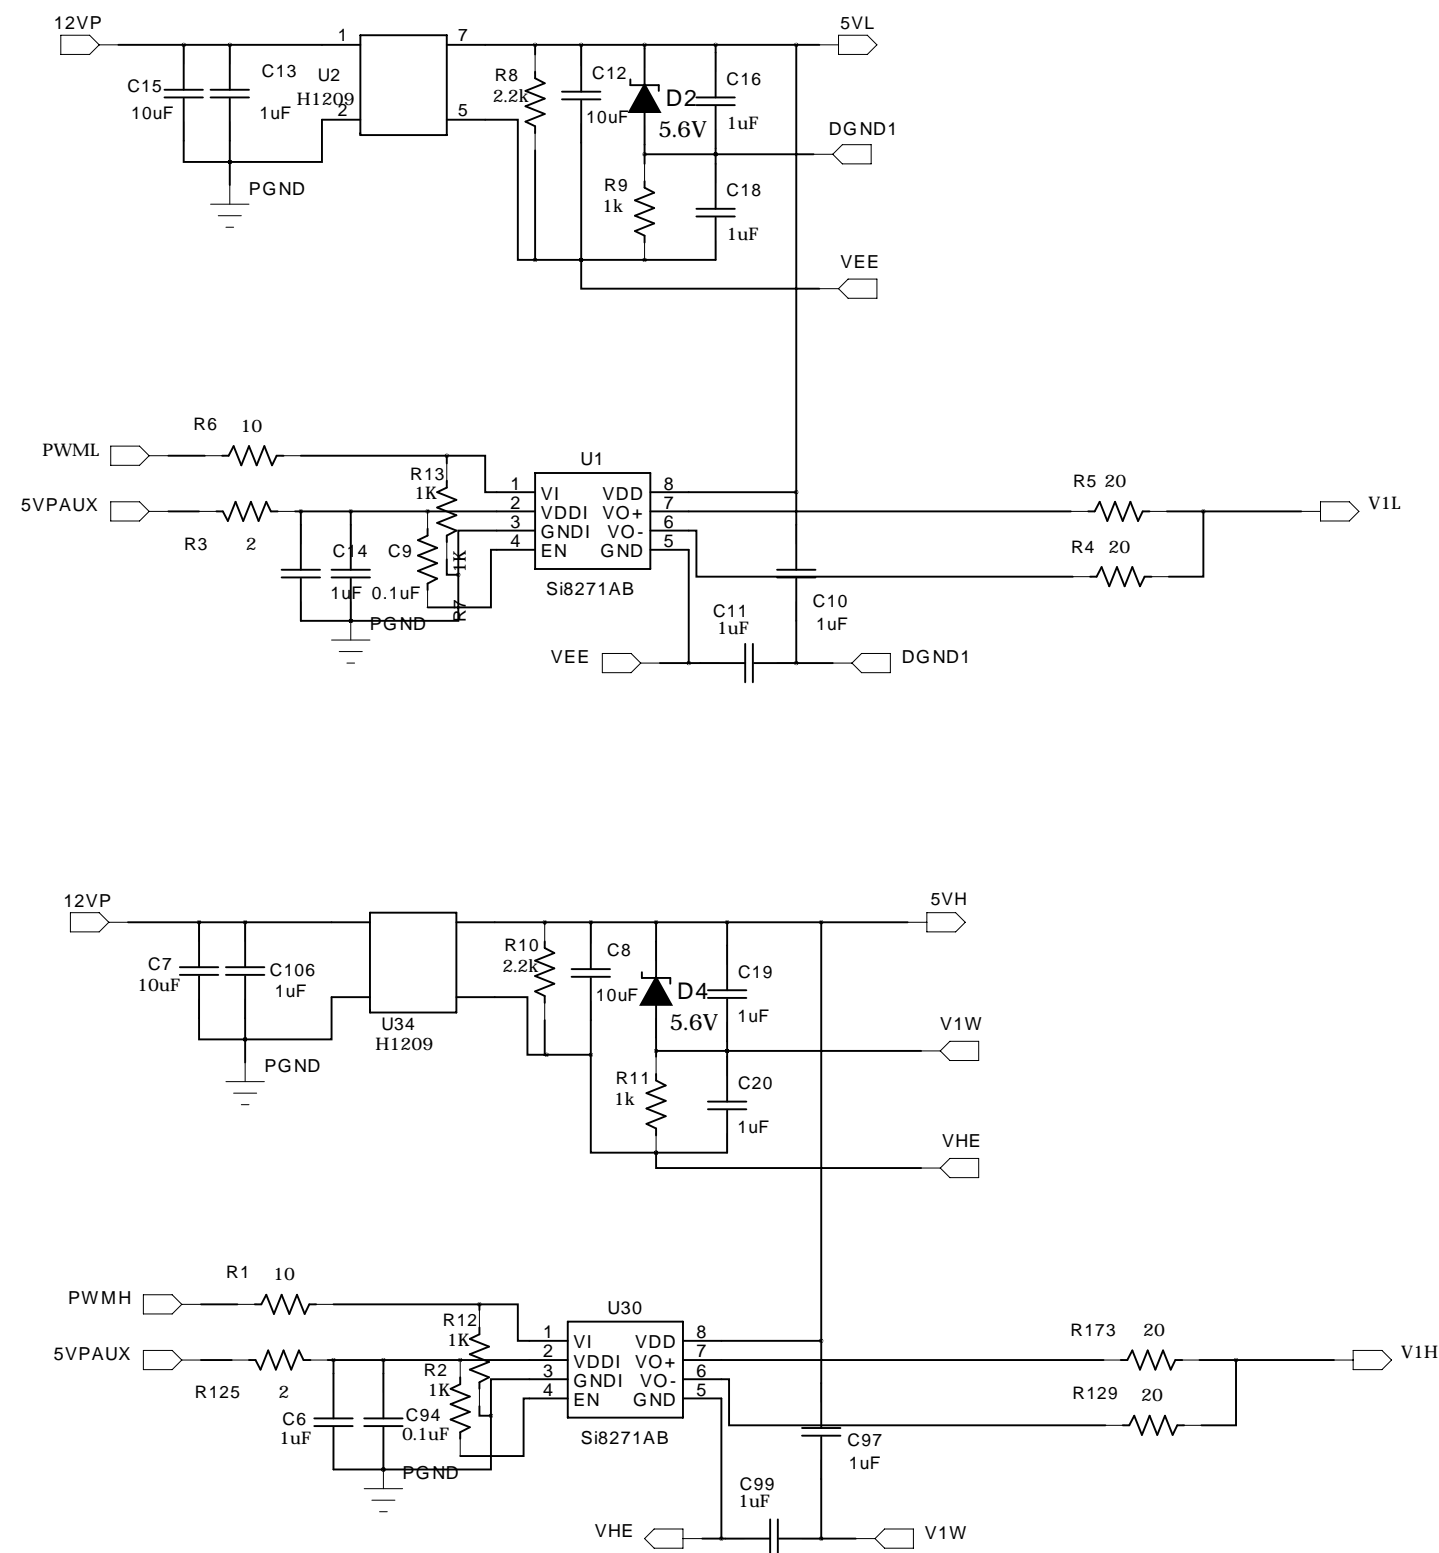 12VP
1
7
5VL
C15
10uF
C13
1uF
U2
H1209
2
5
R8
2.2k
C12
10uF
D2
5.6V
C16
1uF
DGND1
PGND
R9
1k
C18
1uF
VEE
R6 10
PWML
R13
1K
U1
5VPAUX
R3 2
C14
1uF
C9
0.1uF
1K
R7
PGND
1 VI VDD 8
2 VDDI VO+ 7
3 GNDI VO- 6
4 EN GND 5
Si8271AB
R5 20
V1L
R4 20
C11
1uF
C10
1uF
VEE
DGND1
12VP
5VH
C7
10uF
C106
1uF
U34
H1209
PGND
R10
2.2k
C8
10uF
D4
5.6V
C19
1uF
V1W
R11
1k
C20
1uF
VHE
R1 10
PWMH
R12
1K
U30
5VPAUX
R125 2
R2
1K
C6
1uF
C94
0.1uF
PGND
1 VI VDD 8
2 VDDI VO+ 7
3 GNDI VO- 6
4 EN GND 5
Si8271AB
R173 20
V1H
R129 20
C97
1uF
C99
1uF
VHE
V1W